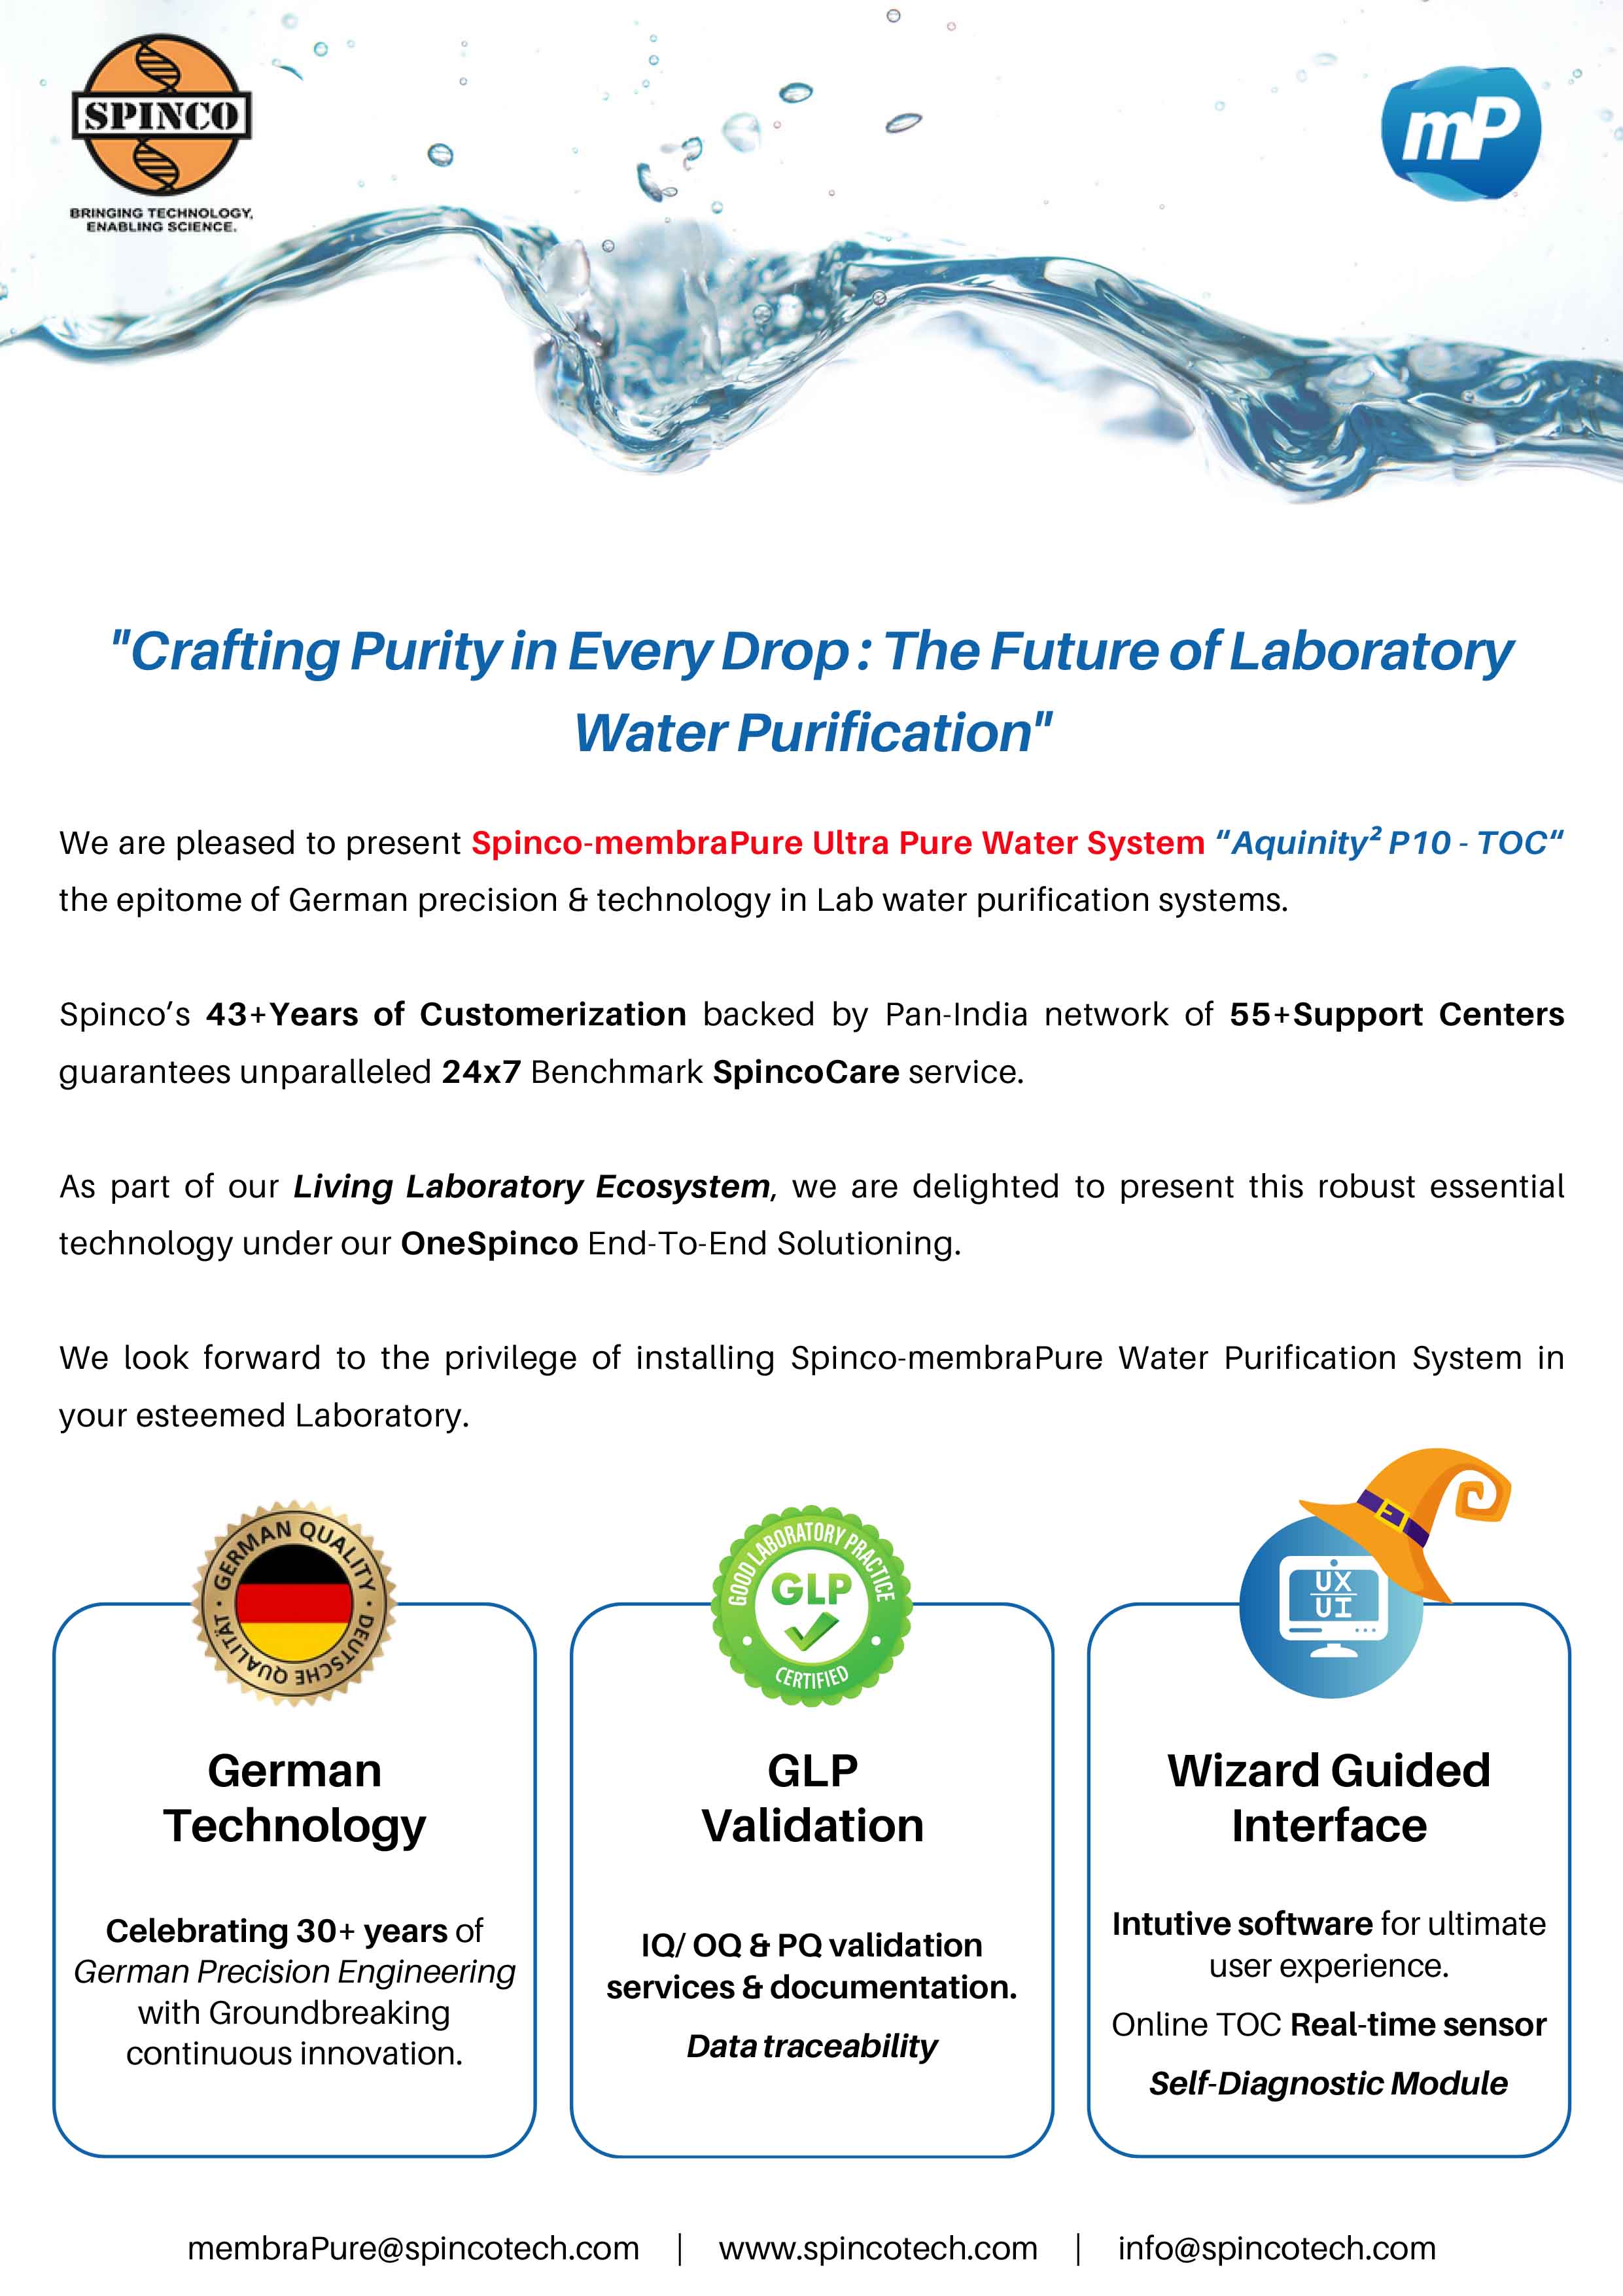 SPINCO
BRINGING TECHNOLOGY,
ENABLING SCIENCE.
mP
"Crafting Purity in Every Drop : The Future of Laboratory
Water Purification"
We are pleased to present Spinco-membraPure Ultra Pure Water System “Aquinity² P10 - TOC“
the epitome of German precision & technology in Lab water purification systems.
Spinco’s 43+Years of Customerization backed by Pan-India network of 55+Support Centers
guarantees unparalleled 24x7 Benchmark SpincoCare service.
As part of our Living Laboratory Ecosystem, we are delighted to present this robust essential
technology under our OneSpinco End-To-End Solutioning.
We look forward to the privilege of installing Spinco-membraPure Water Purification System in
your esteemed Laboratory.
GERMAN QUALITY · DEUTSCHE QUALITÄT ·
German
Technology
Celebrating 30+ years of
German Precision Engineering
with Groundbreaking
continuous innovation.
GOOD LABORATORY PRACTICE
GLP
CERTIFIED
GLP
Validation
IQ/ OQ & PQ validation
services & documentation.
Data traceability
UX
UI
Wizard Guided
Interface
Intutive software for ultimate
user experience.
Online TOC Real-time sensor
Self-Diagnostic Module
membraPure@spincotech.com | www.spincotech.com | info@spincotech.com